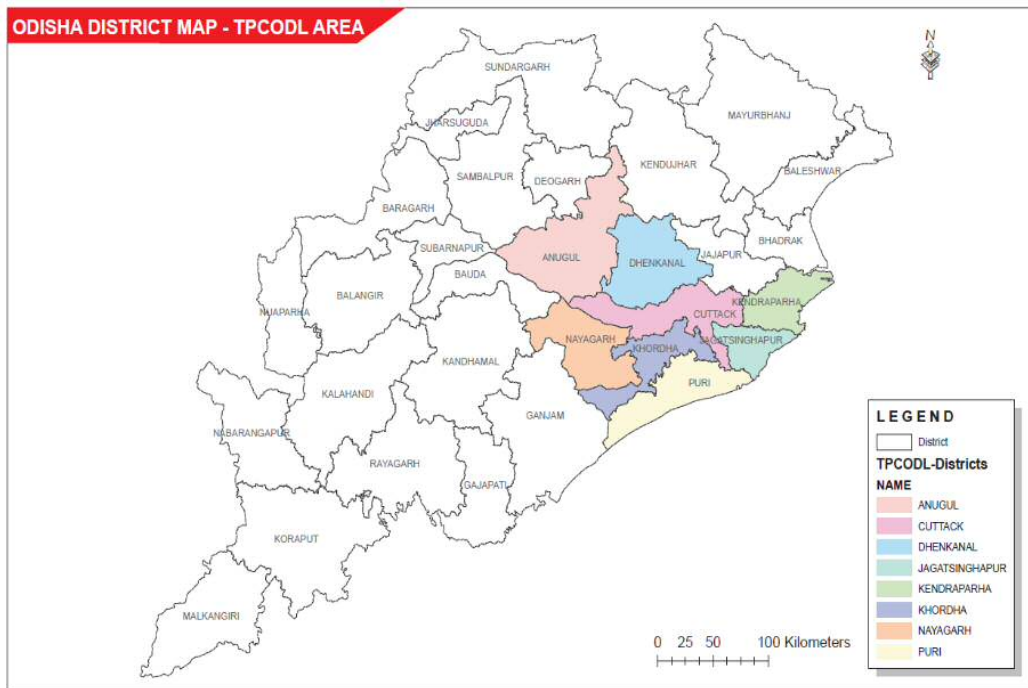 ODISHA DISTRICT MAP - TPCODL AREA
N
SUNDARGARH
MAYURBHANJ
JHARSUGUDA
KENDUJHAR
BALESHWAR
SAMBALPUR
DEOGARH
BARAGARH
BHADRAK
SUBARNAPUR
JAJAPUR
ANUGUL
DHENKANAL
BAUDA
BALANGIR
KENDRAPARHA
NUAPARHA
CUTTACK
NAYAGARH
JAGATSINGHAPUR
KHORDHA
KANDHAMAL
PURI
KALAHANDI
GANJAM
NABARANGAPUR
RAYAGARH
GAJAPATI
KORAPUT
MALKANGIRI
LEGEND
District
TPCODL-Districts
NAME
ANUGUL
CUTTACK
DHENKANAL
JAGATSINGHAPUR
KENDRAPARHA
KHORDHA
NAYAGARH
PURI
0 25 50 100 Kilometers